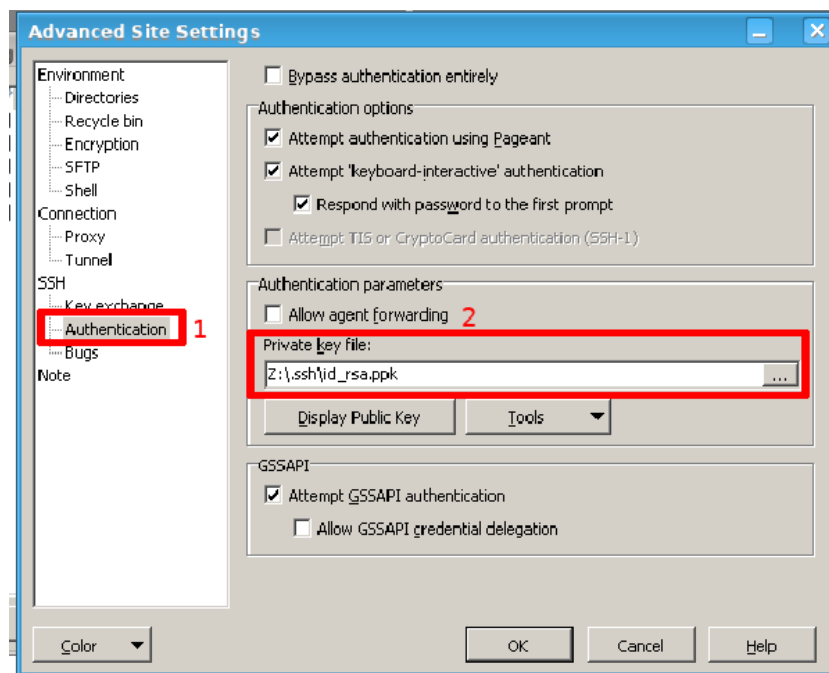 Advanced Site Settings
Environment
Directories
Recycle bin
Encryption
SFTP
Shell
Connection
Proxy
Tunnel
SSH
Key exchange
Authentication
1
Bugs
Note
Bypass authentication entirely
Authentication options
Attempt authentication using Pageant
Attempt 'keyboard-interactive' authentication
Respond with password to the first prompt
Attempt TIS or CryptoCard authentication (SSH-1)
Authentication parameters
Allow agent forwarding 2
Private key file:
Z:\.ssh\id_rsa.ppk
...
Display Public Key
Tools
GSSAPI
Attempt GSSAPI authentication
Allow GSSAPI credential delegation
Color
OK
Cancel
Help